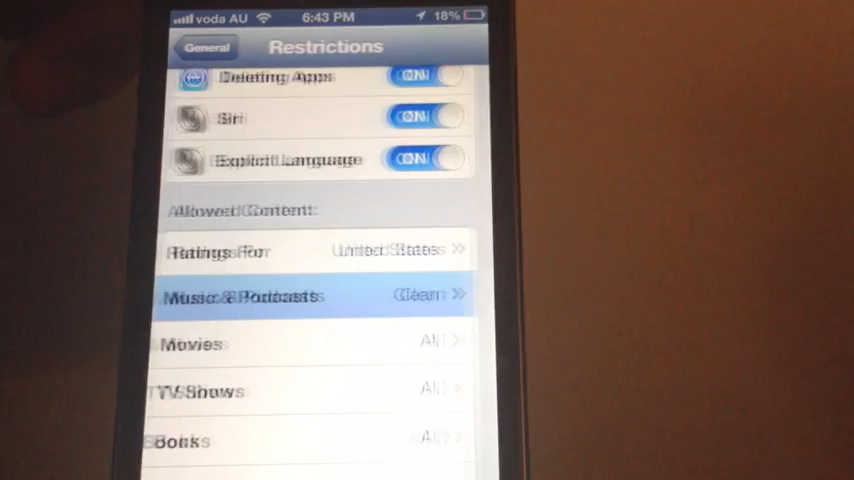 voda AU 6:43 PM 18%
General Restrictions
Deleting Apps ON
Siri ON
Explicit Language ON
Allowed Content:
Ratings For United States
Music & Podcasts Clean
Movies All
TV Shows All
Books All